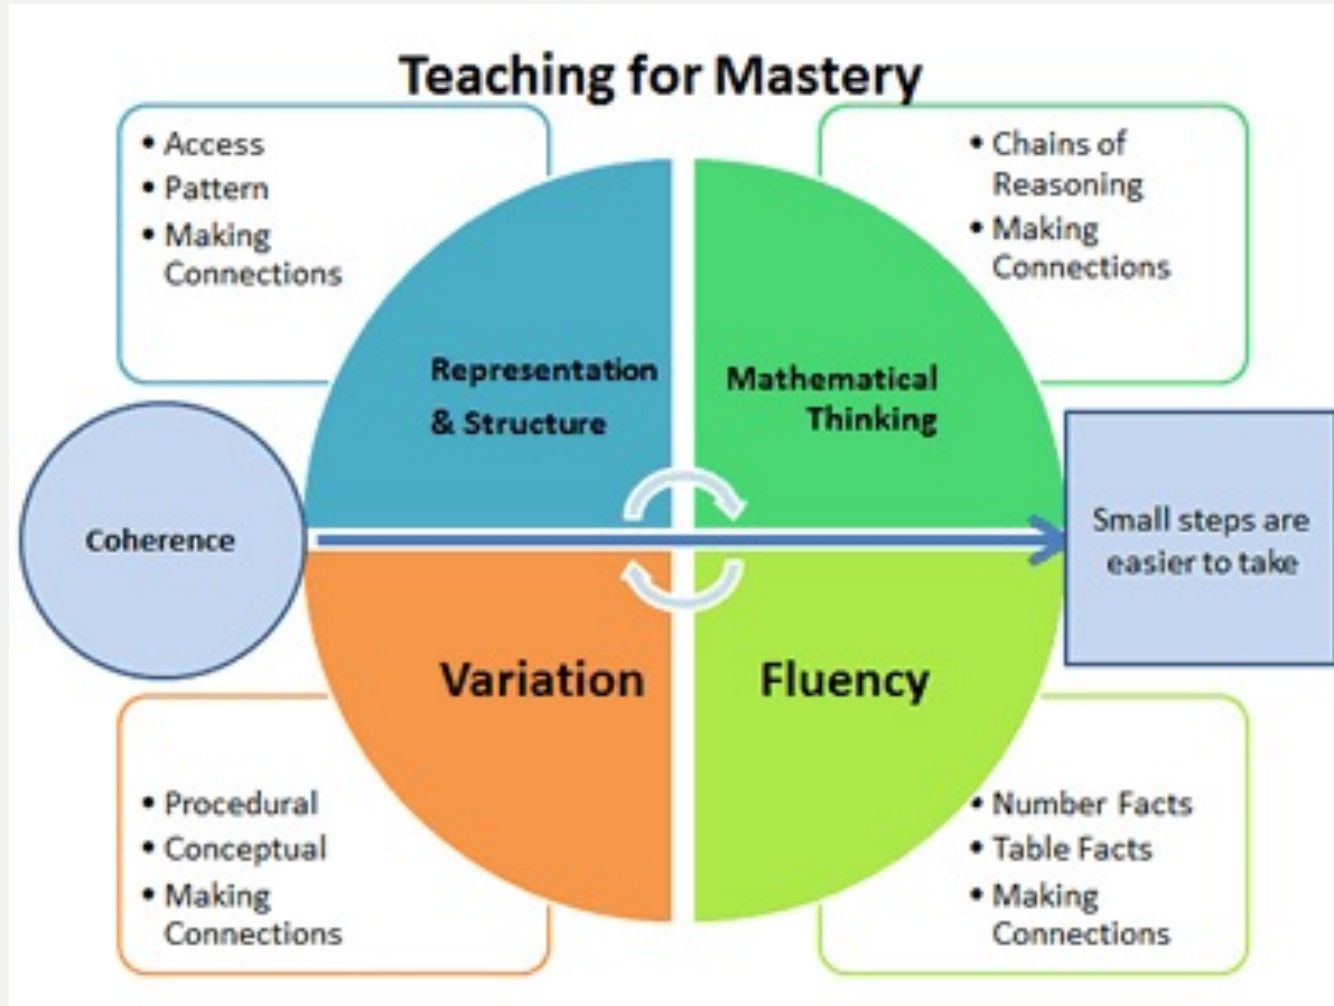 Teaching for Mastery
• Access
• Pattern
• Making
Connections
• Chains of
Reasoning
• Making
Connections
Representation
& Structure
Mathematical
Thinking
Coherence
Small steps are
easier to take
Variation
Fluency
• Procedural
• Conceptual
• Making
Connections
• Number Facts
• Table Facts
• Making
Connections